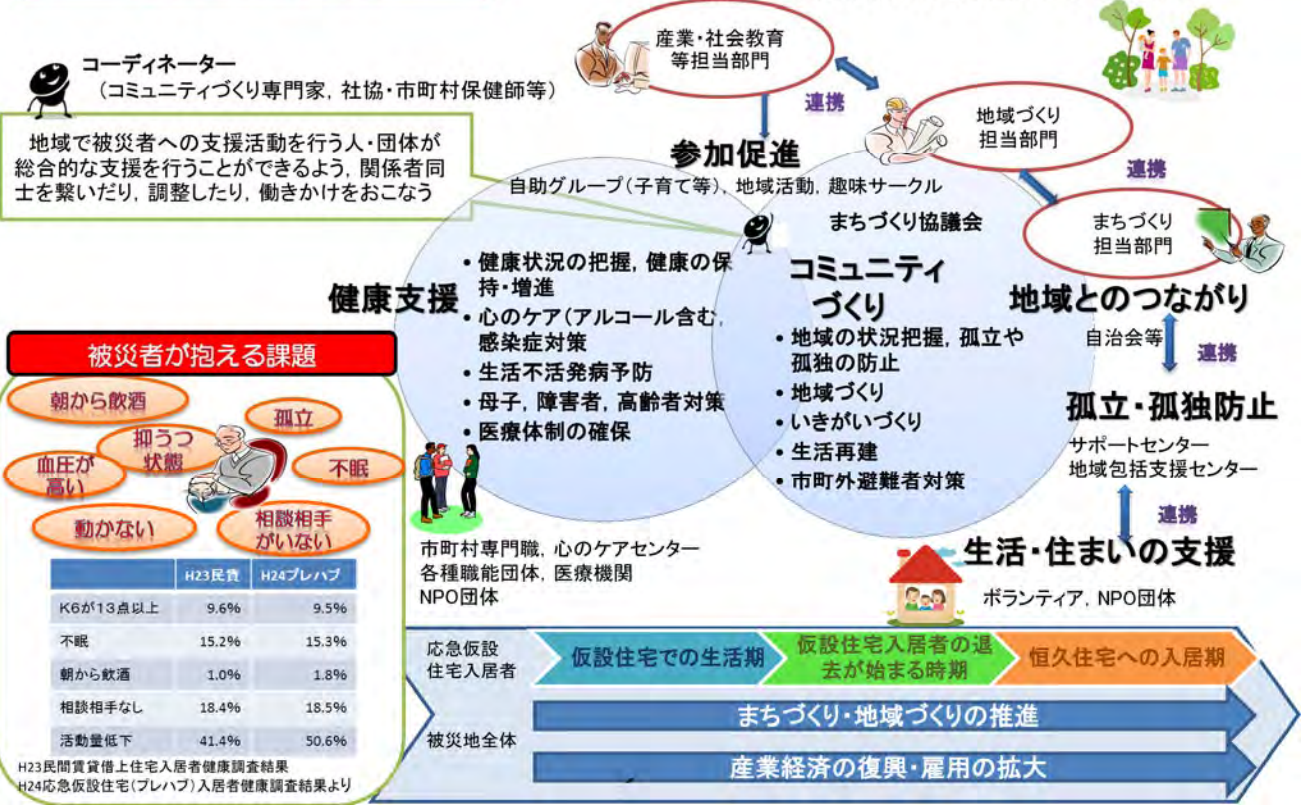 コーディネーター
（コミュニティづくり専門家，社協・市町村保健師等）
地域で被災者への支援活動を行う人・団体が
総合的な支援を行うことができるよう，関係者同
士を繋いだり，調整したり，働きかけをおこなう
産業・社会教育
等担当部門
連携
地域づくり
担当部門
連携
まちづくり
担当部門
参加促進
自助グループ（子育て等），地域活動，趣味サークル
まちづくり協議会
健康支援
・健康状況の把握，健康の保
持・増進
・心のケア（アルコール含む，
感染症対策
・生活不活発病予防
・母子，障害者，高齢者対策
・医療体制の確保
市町村専門職，心のケアセンター
各種職能団体，医療機関
NPO団体
コミュニティ
づくり
・地域の状況把握，孤立や
孤独の防止
・地域づくり
・いきがいづくり
・生活再建
・市町外避難者対策
地域とのつながり
自治会等
連携
孤立・孤独防止
サポートセンター
地域包括支援センター
連携
生活・住まいの支援
ボランティア，NPO団体
被災者が抱える課題
朝から飲酒
孤立
抑うつ
状態
血圧が
高い
不眠
動かない
相談相手
がいない
H23民賃 H24プレハブ
K6が13点以上 9.6% 9.5%
不眠 15.2% 15.3%
朝から飲酒 1.0% 1.8%
相談相手なし 18.4% 18.5%
活動量低下 41.4% 50.6%
H23民間賃貸借上住宅入居者健康調査結果
H24応急仮設住宅（プレハブ）入居者健康調査結果より
応急仮設
住宅入居者
仮設住宅での生活期
仮設住宅入居者の退
去が始まる時期
恒久住宅への入居期
被災地全体
まちづくり・地域づくりの推進
産業経済の復興・雇用の拡大